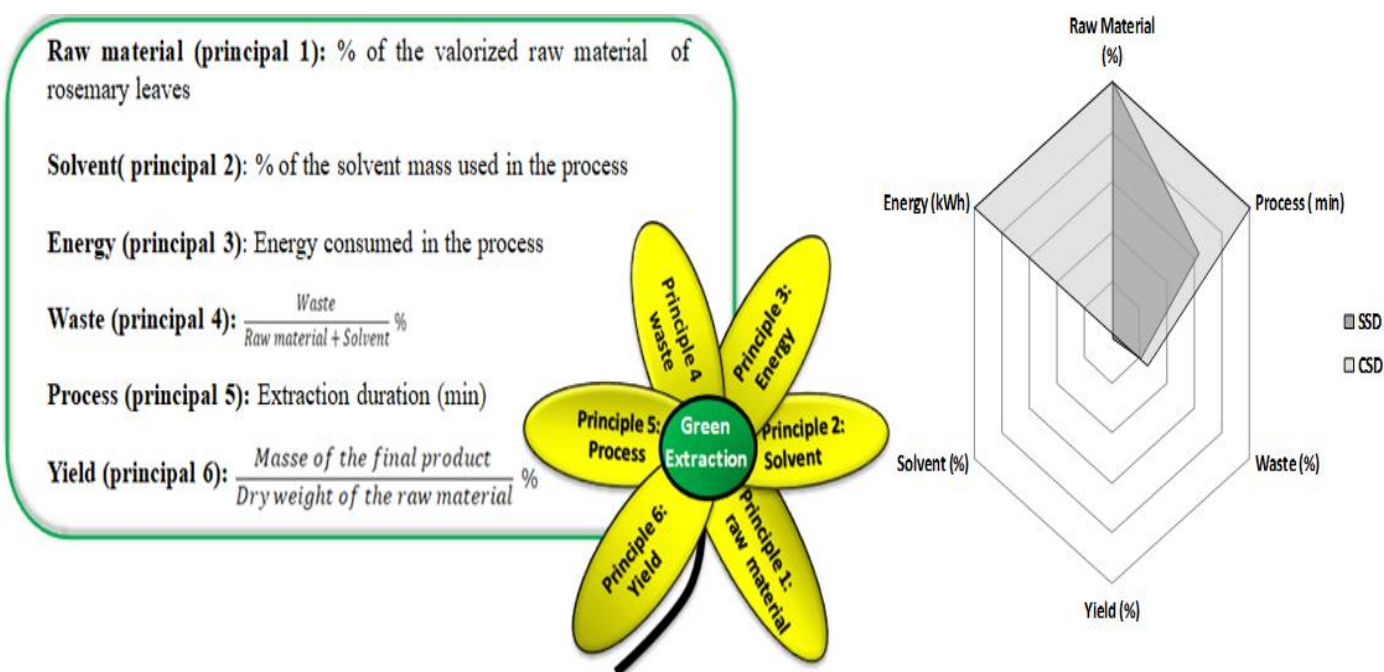 Raw material (principal 1): % of the valorized raw material of
rosemary leaves
Solvent( principal 2): % of the solvent mass used in the process
Energy (principal 3): Energy consumed in the process
Waste (principal 4): Waste / Raw material + Solvent %
Process (principal 5): Extraction duration (min)
Yield (principal 6): Masse of the final product / Dry weight of the raw material %
Principle 4
waste
Principle 3:
Energy
Principle 5:
Process
Green
Extraction
Principle 2:
Solvent
Principle 6:
Yield
Principle 1:
raw material
Raw Material
(%)
Energy (kWh)
Process ( min)
Solvent (%)
Waste (%)
Yield (%)
SSD
CSD